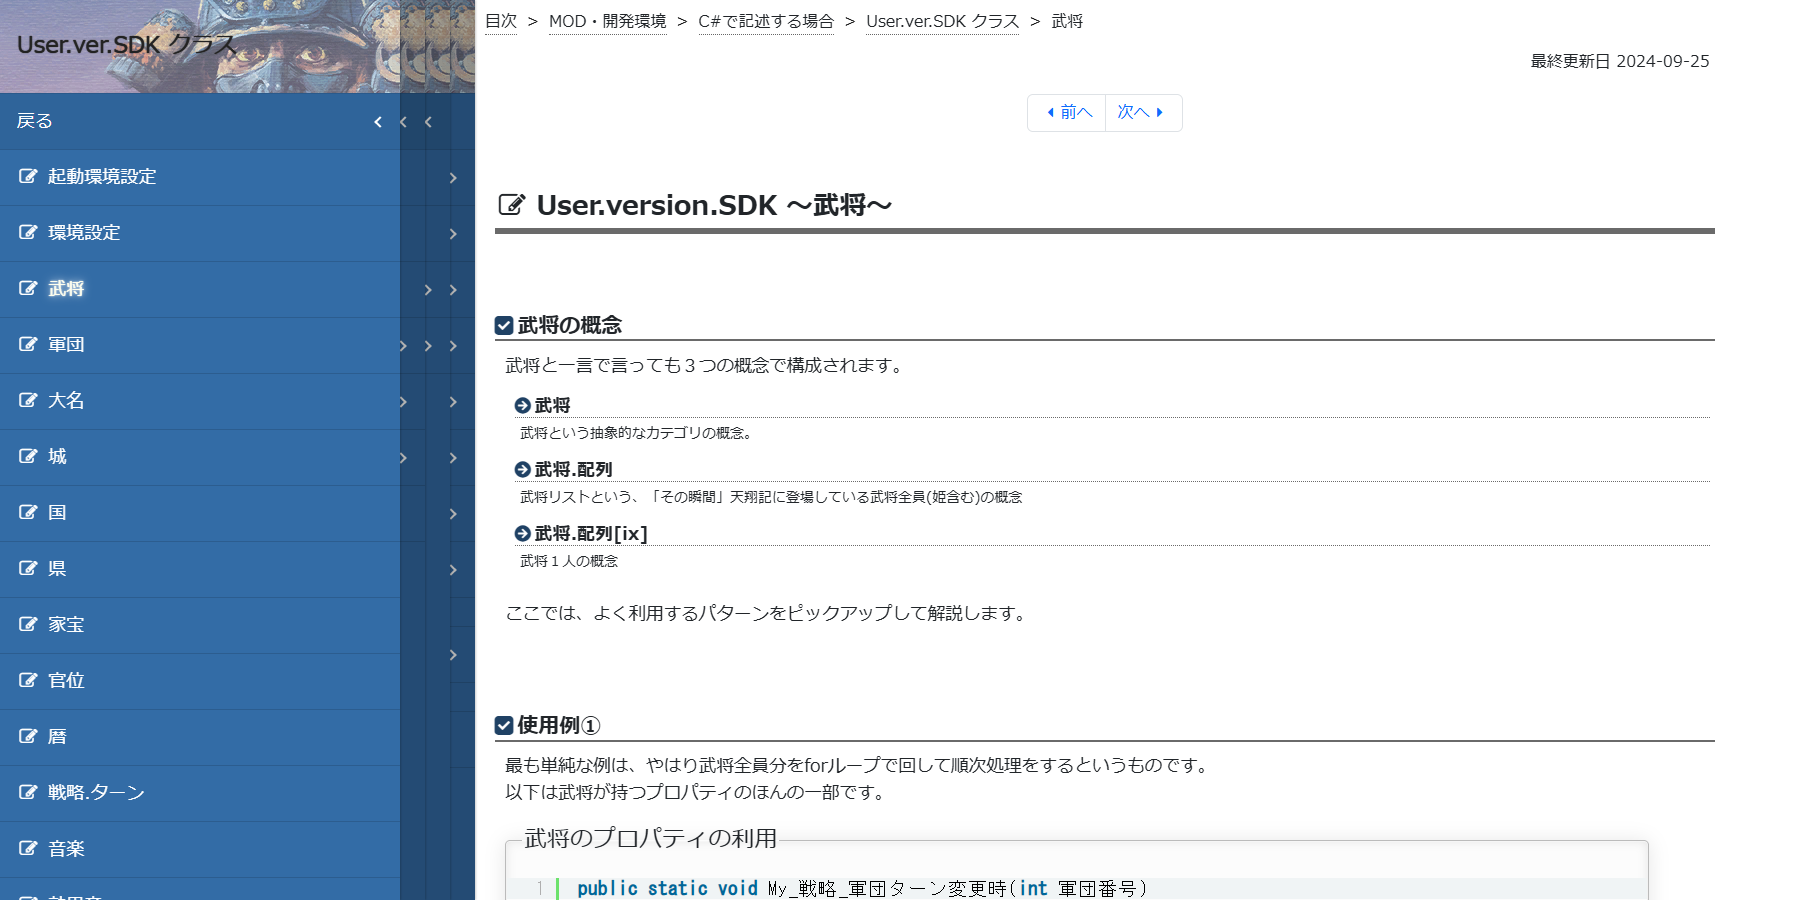 User.ver.SDK クラス
戻る
起動環境設定
環境設定
武将
軍団
大名
城
国
県
家宝
官位
暦
戦略.ターン
音楽
目次 > MOD・開発環境 > C#で記述する場合 > User.ver.SDK クラス > 武将
最終更新日 2024-09-25
前へ 次へ
User.version.SDK ～武将～
武将の概念
武将と一言で言っても３つの概念で構成されます。
武将
武将という抽象的なカテゴリの概念。
武将.配列
武将リストという、「その瞬間」天翔記に登場している武将全員(姫含む)の概念
武将.配列[ix]
武将１人の概念
ここでは、よく利用するパターンをピックアップして解説します。
使用例①
最も単純な例は、やはり武将全員分をforループで回して順次処理をするというものです。
以下は武将が持つプロパティのほんの一部です。
武将のプロパティの利用
1 public static void My_戦略_軍団ターン変更時(int 軍団番号)